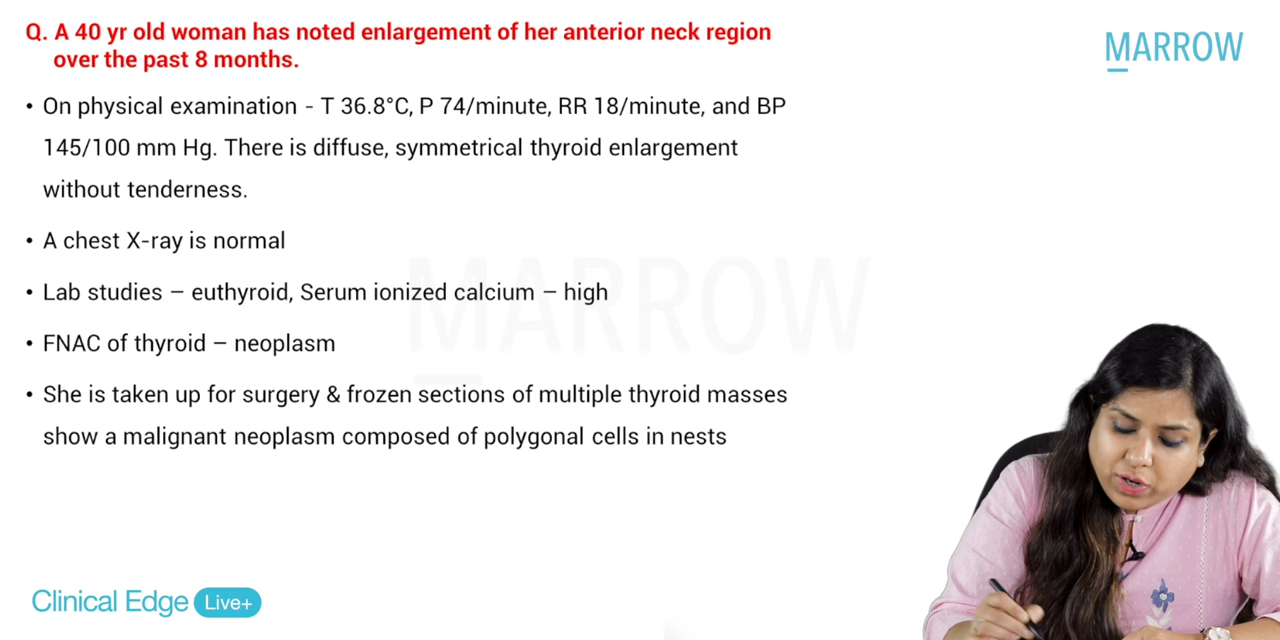 Q. A 40 yr old woman has noted enlargement of her anterior neck region
over the past 8 months.
MARROW
• On physical examination - T 36.8°C, P 74/minute, RR 18/minute, and BP
145/100 mm Hg. There is diffuse, symmetrical thyroid enlargement
without tenderness.
• A chest X-ray is normal
• Lab studies – euthyroid, Serum ionized calcium – high
MARROW
• FNAC of thyroid – neoplasm
• She is taken up for surgery & frozen sections of multiple thyroid masses
show a malignant neoplasm composed of polygonal cells in nests
Clinical Edge Live+